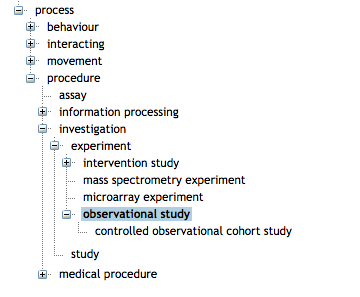 process
behaviour
interacting
movement
procedure
assay
information processing
investigation
experiment
intervention study
mass spectrometry experiment
microarray experiment
observational study
controlled observational cohort study
study
medical procedure